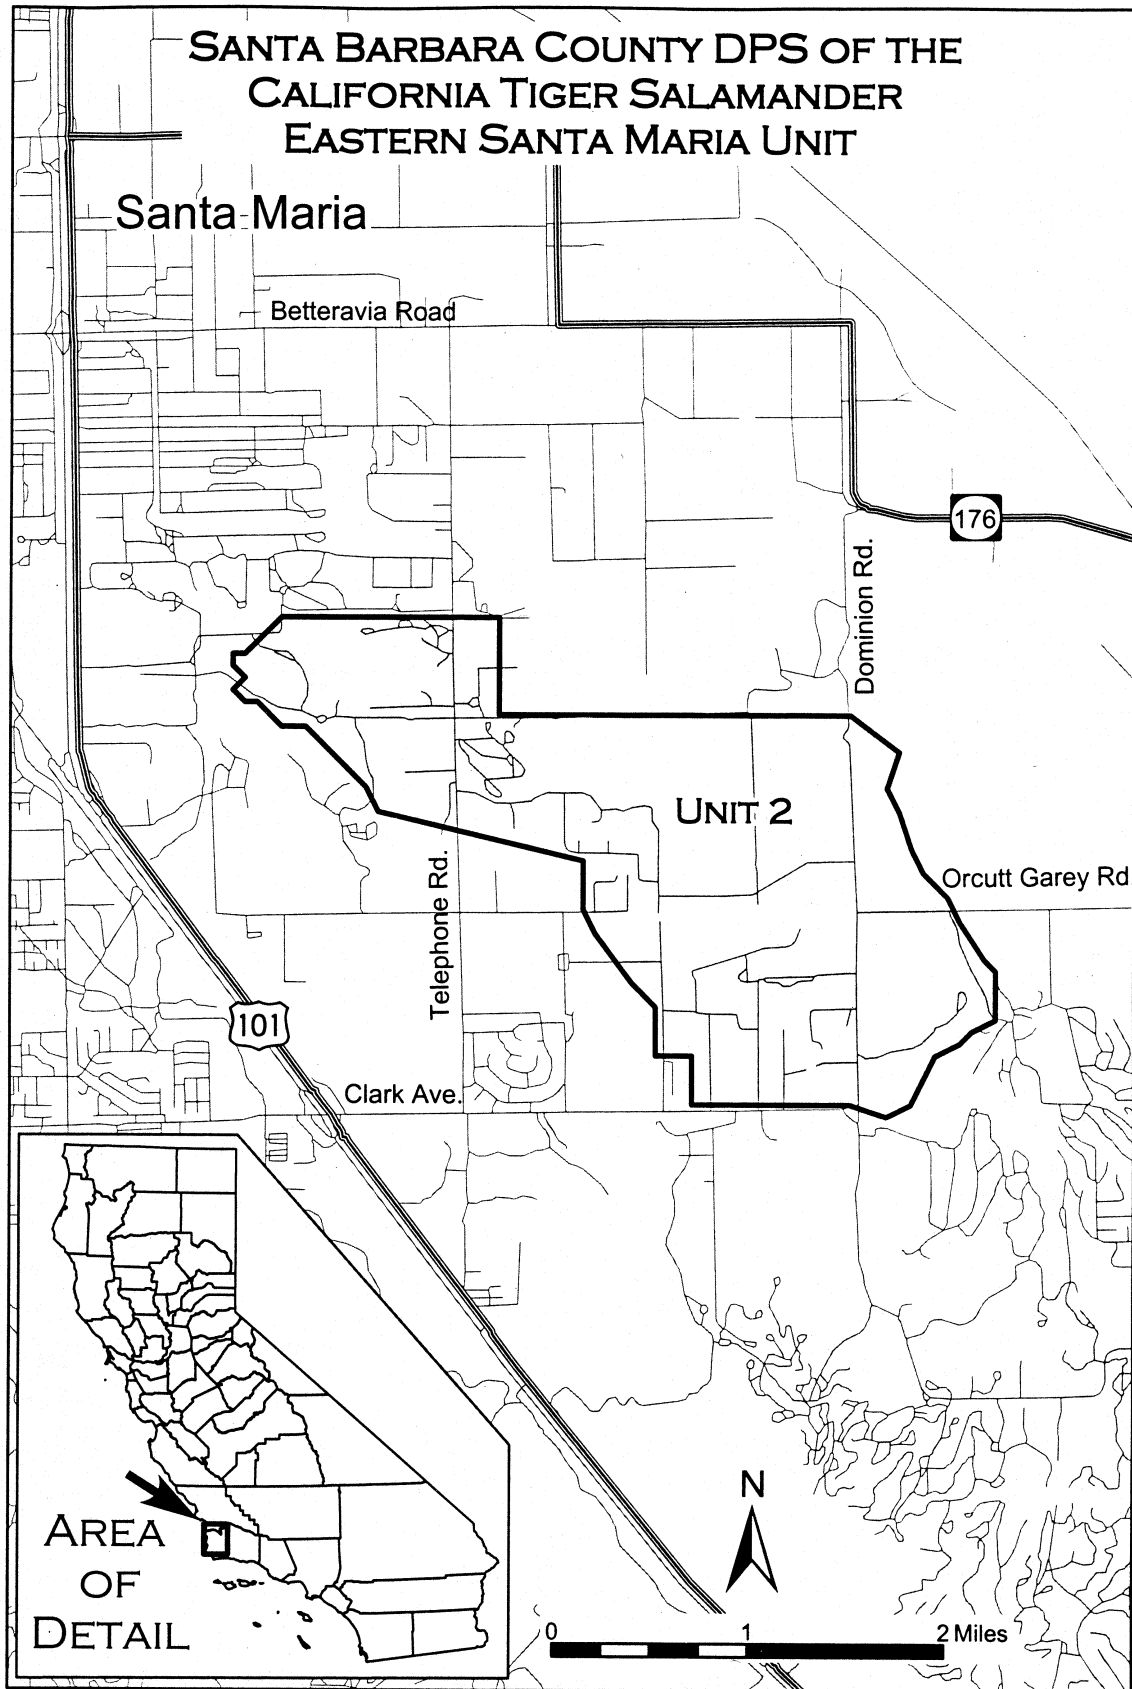 SANTA BARBARA COUNTY DPS OF THE
CALIFORNIA TIGER SALAMANDER
EASTERN SANTA MARIA UNIT
Santa Maria
Betteravia Road
176
Dominion Rd.
UNIT 2
Orcutt Garey Rd
Telephone Rd.
101
Clark Ave.
AREA
OF
DETAIL
N
0 1 2 Miles